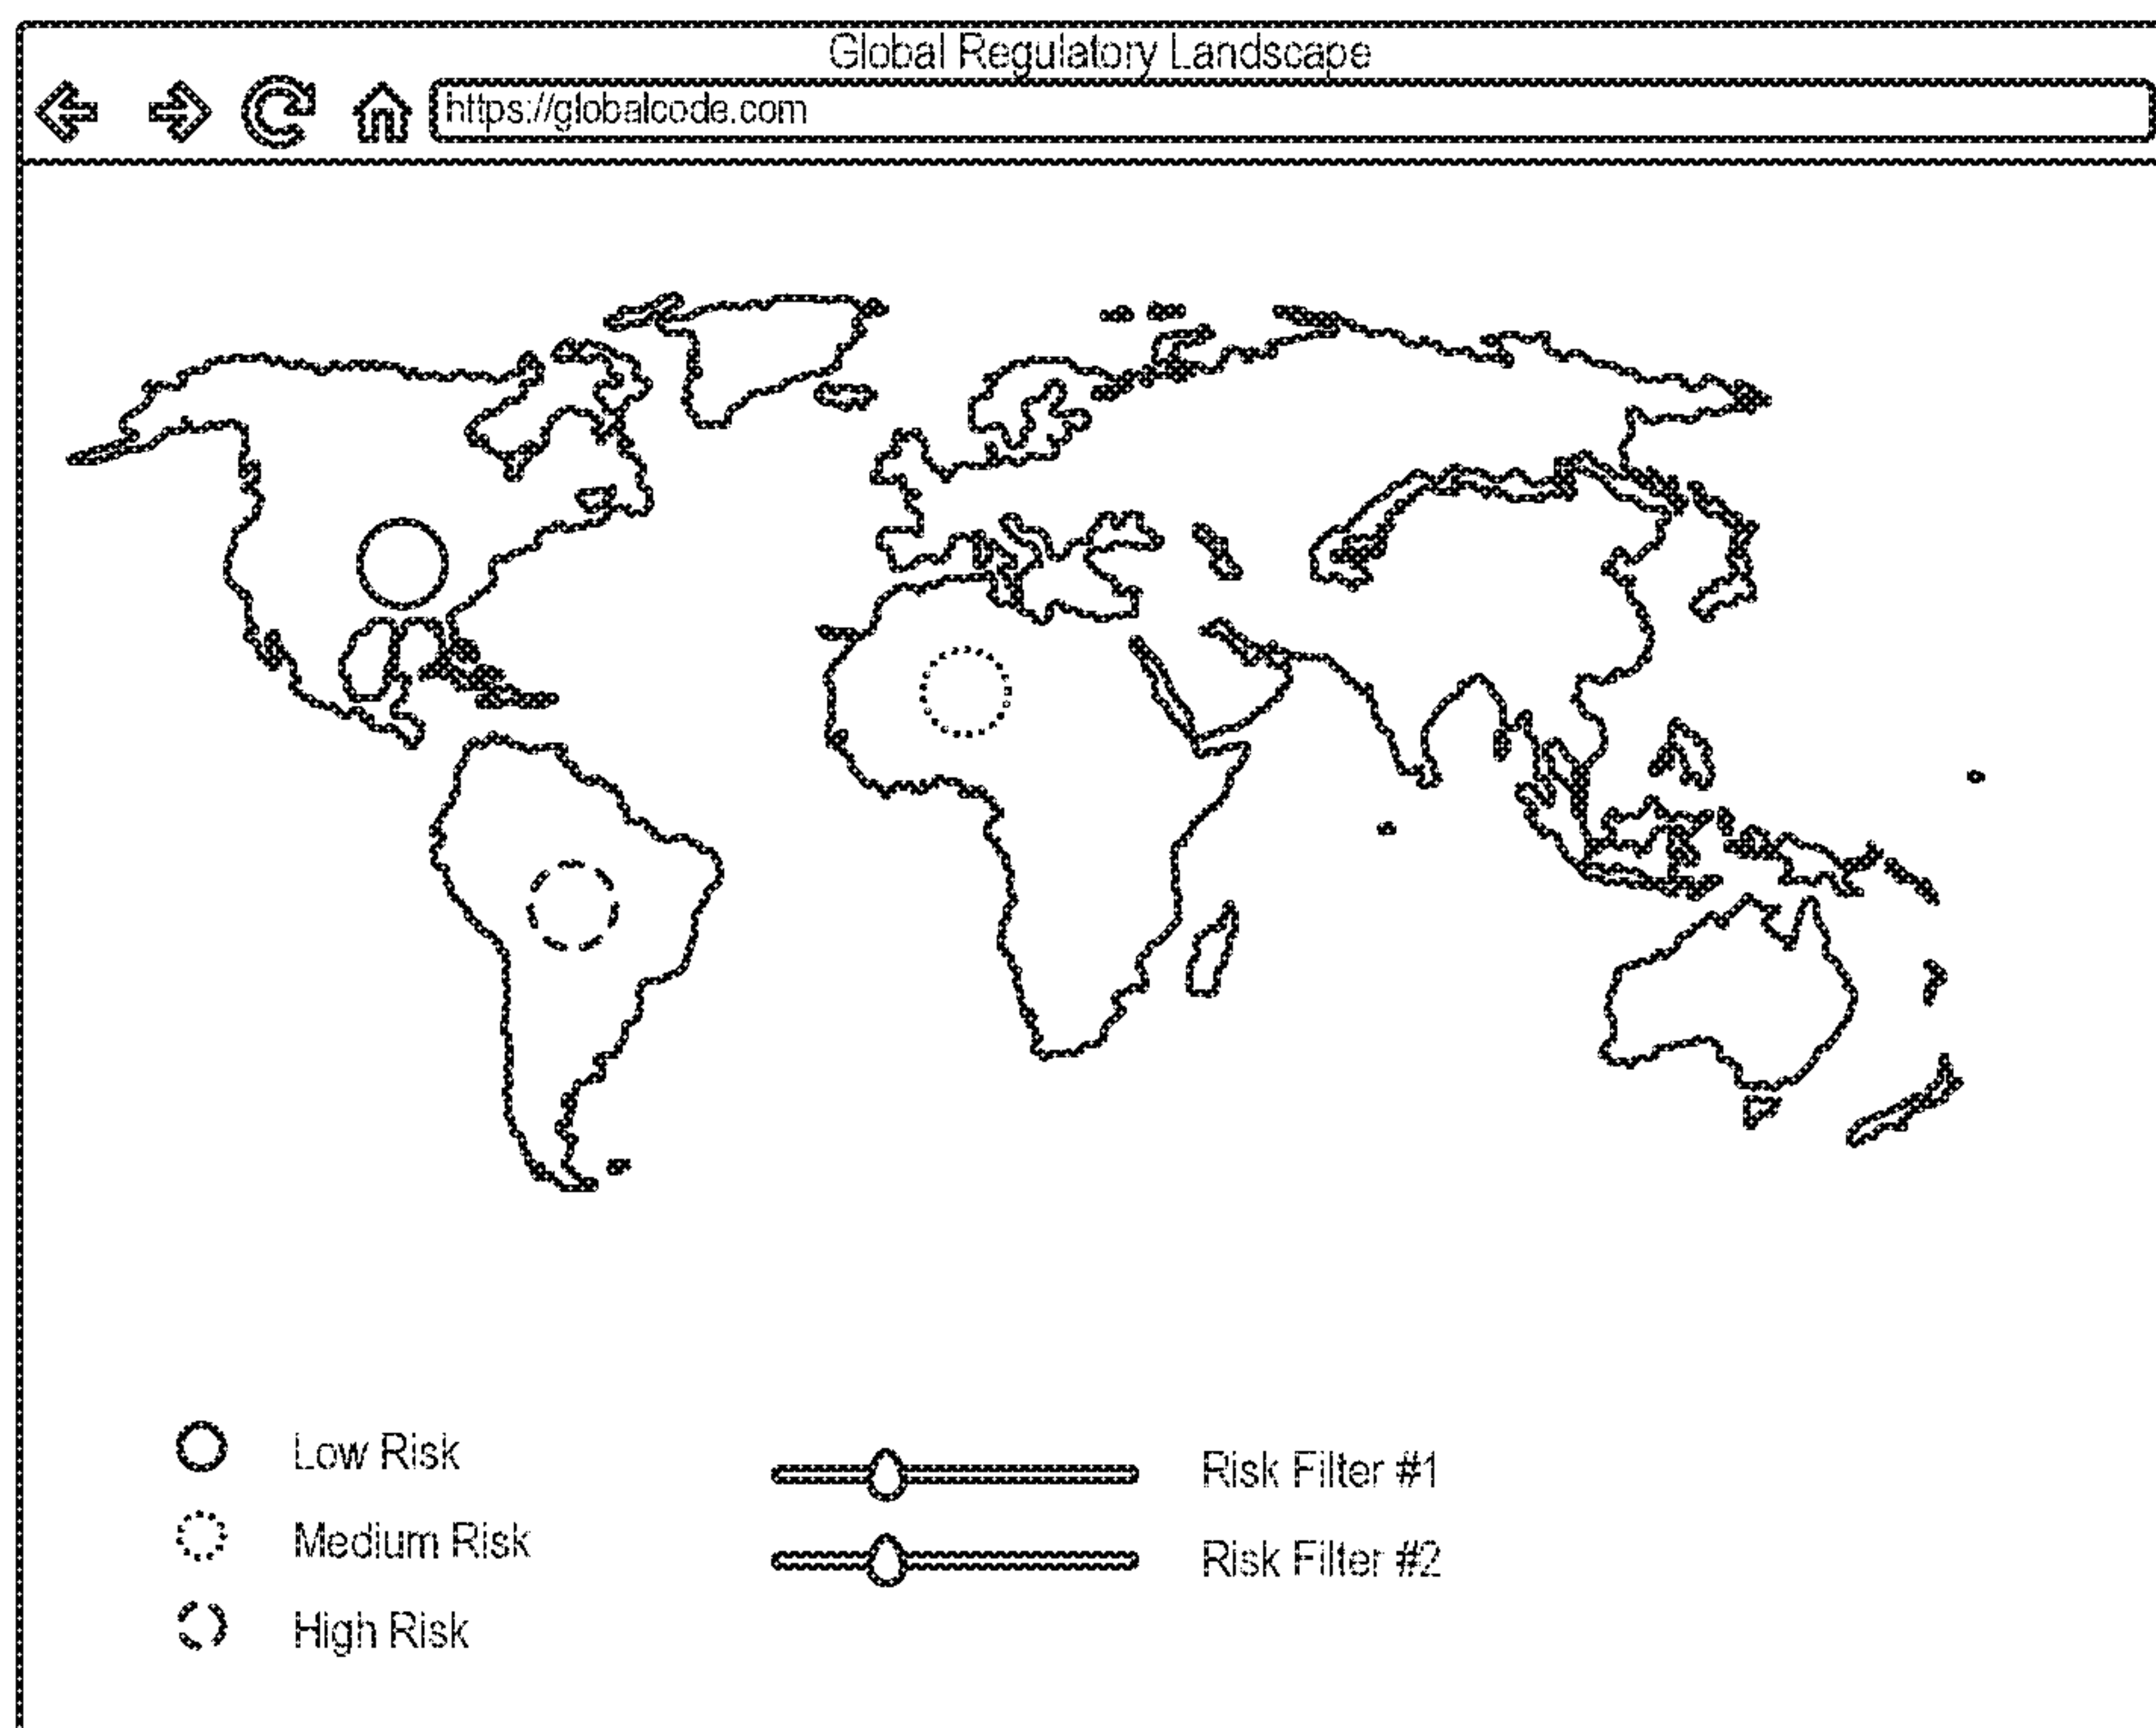 Global Regulatory Landscape
https://globalcode.com
Low Risk
Medium Risk
High Risk
Risk Filter #1
Risk Filter #2